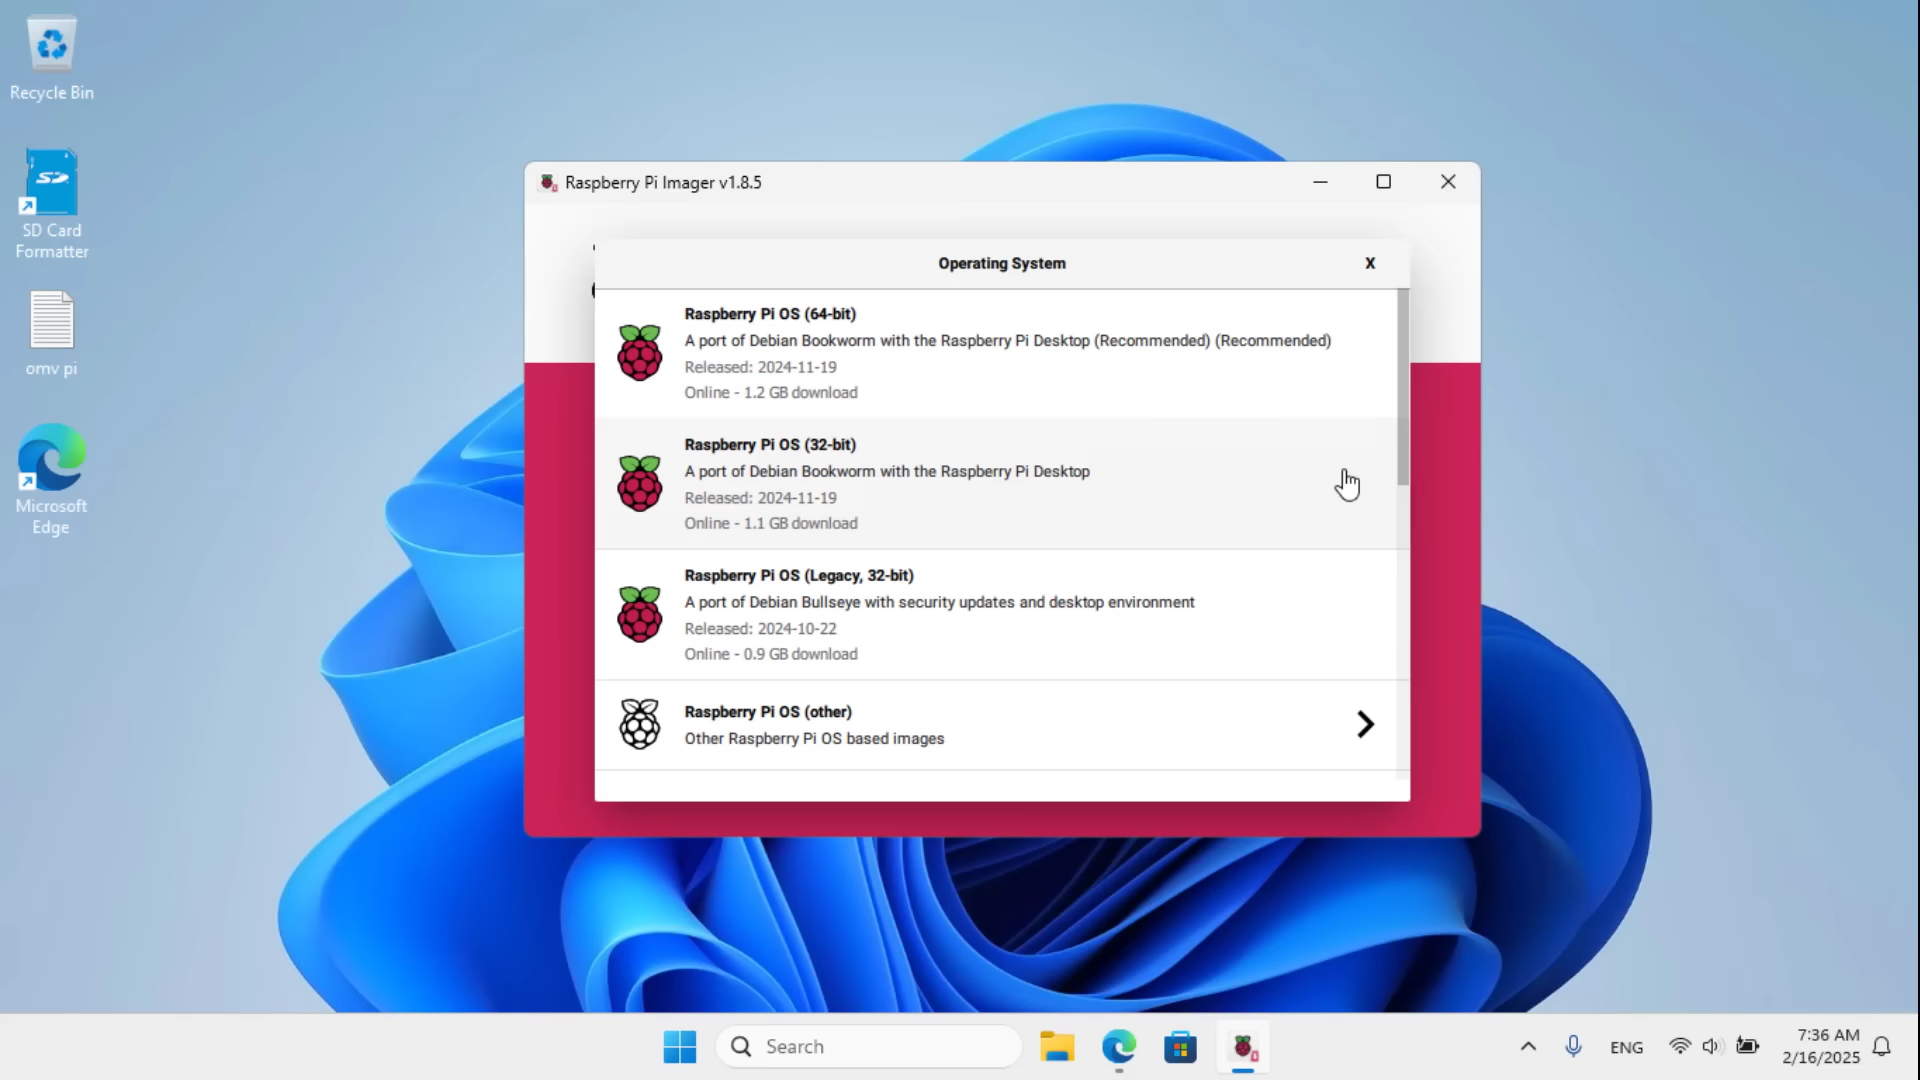 Recycle Bin
SD Card
Formatter
omv pi
Microsoft
Edge
Raspberry Pi Imager v1.8.5
Operating System
X
Raspberry Pi OS (64-bit)
A port of Debian Bookworm with the Raspberry Pi Desktop (Recommended) (Recommended)
Released: 2024-11-19
Online - 1.2 GB download
Raspberry Pi OS (32-bit)
A port of Debian Bookworm with the Raspberry Pi Desktop
Released: 2024-11-19
Online - 1.1 GB download
Raspberry Pi OS (Legacy, 32-bit)
A port of Debian Bullseye with security updates and desktop environment
Released: 2024-10-22
Online - 0.9 GB download
Raspberry Pi OS (other)
Other Raspberry Pi OS based images
Search
ENG
7:36 AM
2/16/2025